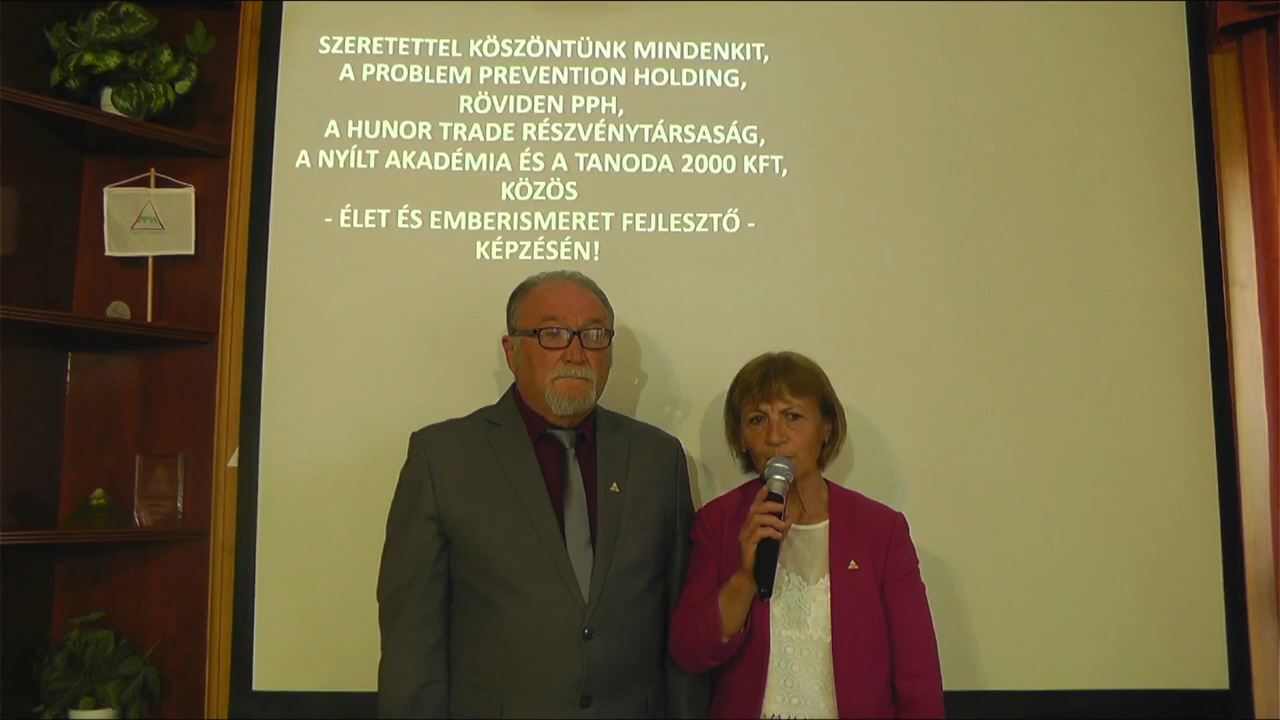 SZERETETTEL KÖSZÖNTÜNK MINDENKIT,
A PROBLEM PREVENTION HOLDING,
RÖVIDEN PPH,
A HUNOR TRADE RÉSZVÉNYTÁRSASÁG,
A NYÍLT AKADÉMIA ÉS A TANODA 2000 KFT,
KÖZÖS
- ÉLET ÉS EMBERISMERET FEJLESZTŐ -
KÉPZÉSÉN!